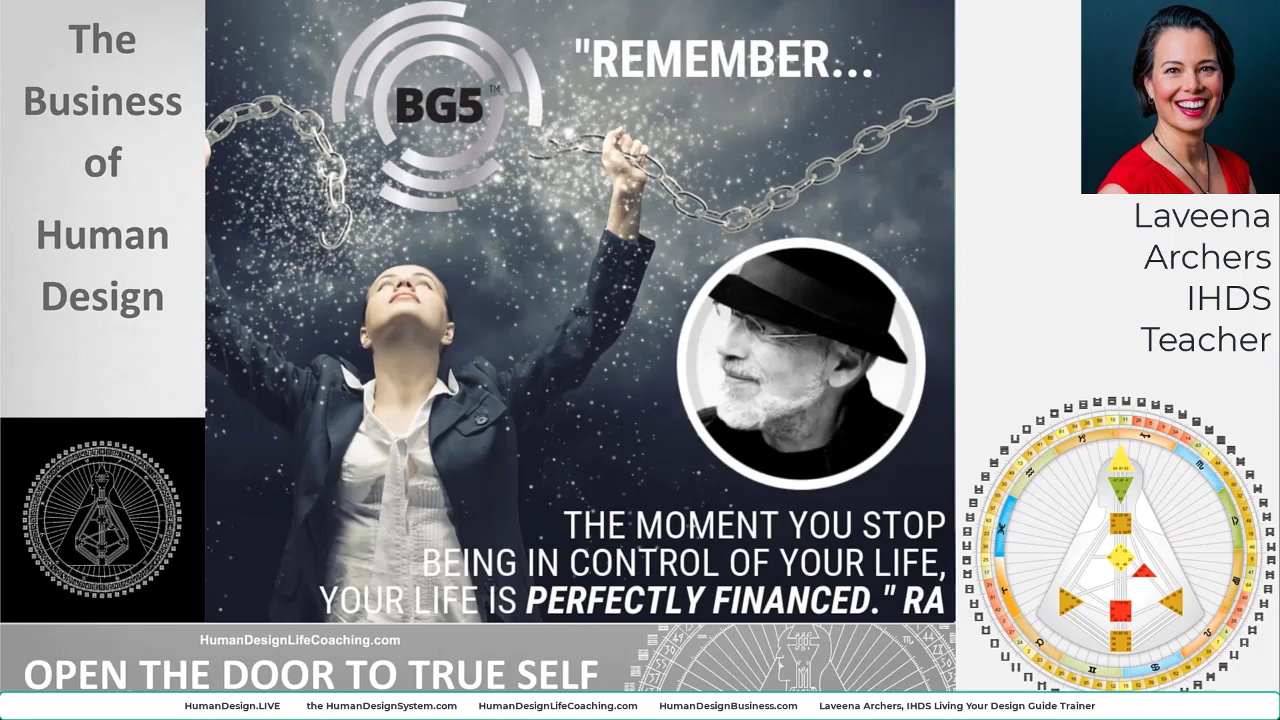 The
Business
of
Human
Design
BG5™
"REMEMBER...
THE MOMENT YOU STOP
BEING IN CONTROL OF YOUR LIFE,
YOUR LIFE IS PERFECTLY FINANCED." RA
Laveena
Archers
IHDS
Teacher
HumanDesignLifeCoaching.com
OPEN THE DOOR TO TRUE SELF
HumanDesign.LIVE the HumanDesignSystem.com HumanDesignLifeCoaching.com HumanDesignBusiness.com Laveena Archers, IHDS Living Your Design Guide Trainer